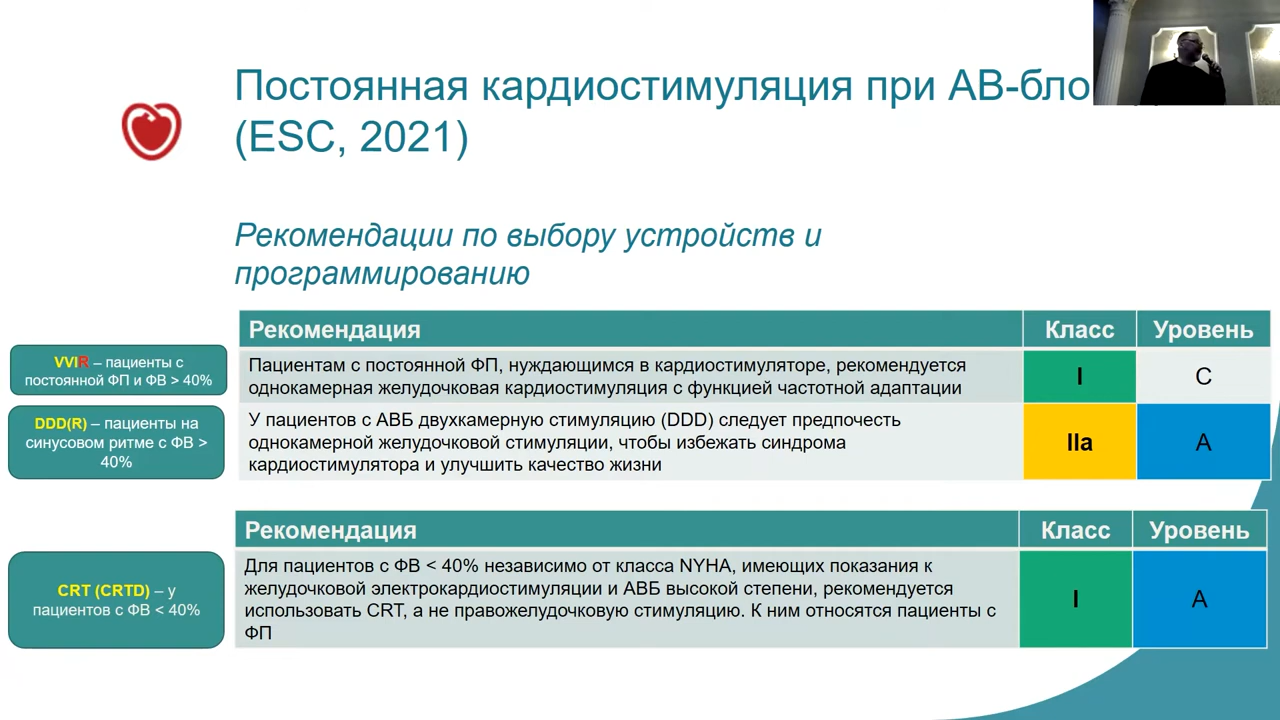 Постоянная кардиостимуляция при АВ-бло
(ESC, 2021)
Рекомендации по выбору устройств и
программированию
Рекомендация Класс Уровень
VVIR – пациенты с
постоянной ФП и ФВ > 40%
Пациентам с постоянной ФП, нуждающимся в кардиостимуляторе, рекомендуется
однокамерная желудочковая кардиостимуляция с функцией частотной адаптации
I C
DDD(R) – пациенты на
синусовом ритме с ФВ >
40%
У пациентов с АВБ двухкамерную стимуляцию (DDD) следует предпочесть
однокамерной желудочковой стимуляции, чтобы избежать синдрома
кардиостимулятора и улучшить качество жизни
IIa A
Рекомендация Класс Уровень
CRT (CRTD) – у
пациентов с ФВ < 40%
Для пациентов с ФВ < 40% независимо от класса NYHA, имеющих показания к
желудочковой электрокардиостимуляции и АВБ высокой степени, рекомендуется
использовать CRT, а не правожелудочковую стимуляцию. К ним относятся пациенты с
ФП
I A